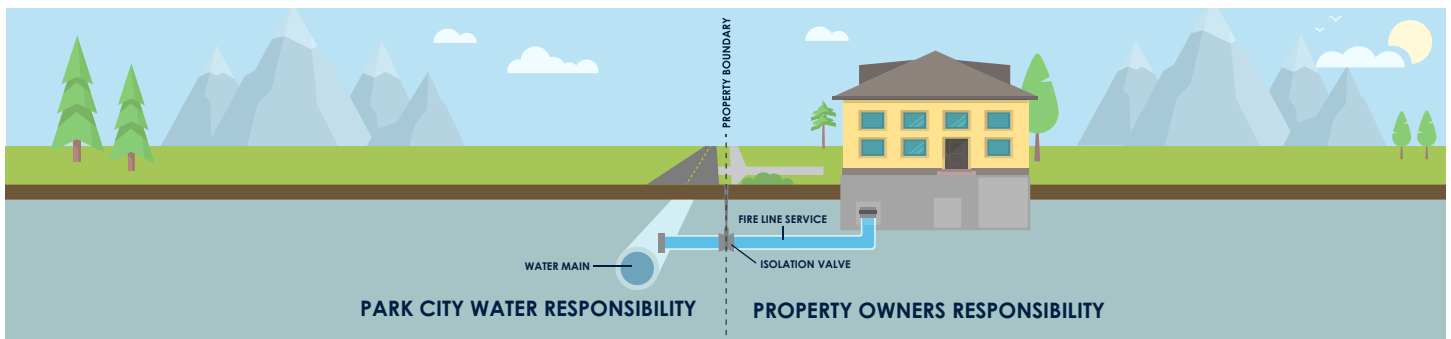 PROPERTY BOUNDARY
FIRE LINE SERVICE
WATER MAIN
ISOLATION VALVE
PARK CITY WATER RESPONSIBILITY
PROPERTY OWNERS RESPONSIBILITY